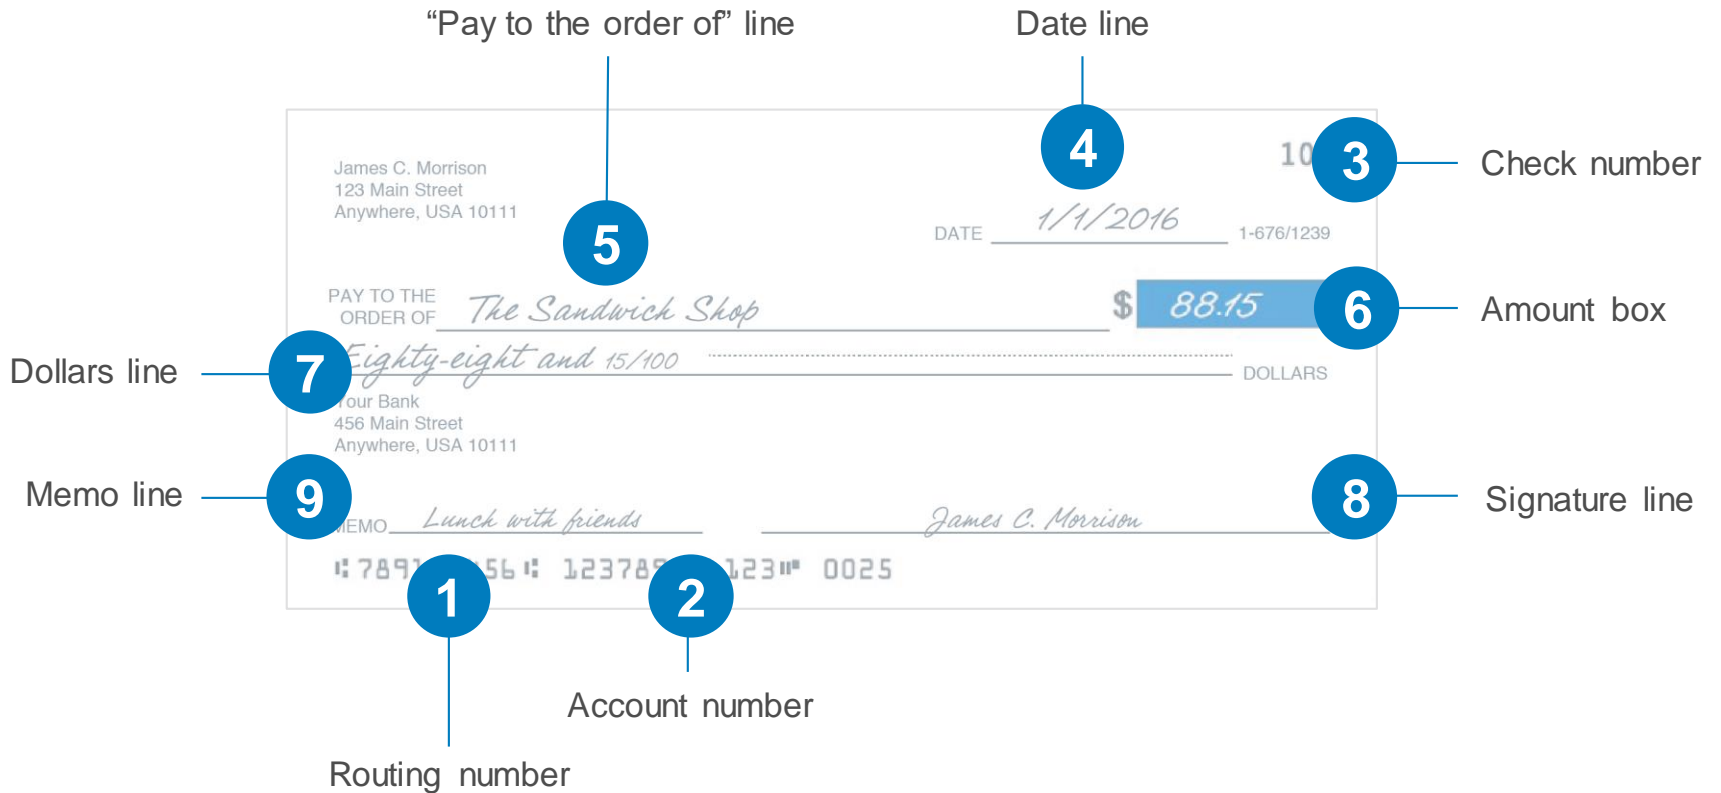 “Pay to the order of” line
Date line
4
3
Check number
10
James C. Morrison
123 Main Street
Anywhere, USA 10111
5
DATE 1/1/2016 1-676/1239
PAY TO THE
ORDER OF The Sandwich Shop $ 88.15
6
Amount box
Dollars line
7
Eighty-eight and 15/100 DOLLARS
Your Bank
456 Main Street
Anywhere, USA 10111
Memo line
9
8
Signature line
MEMO Lunch with friends James C. Morrison
0025
1
2
Account number
Routing number